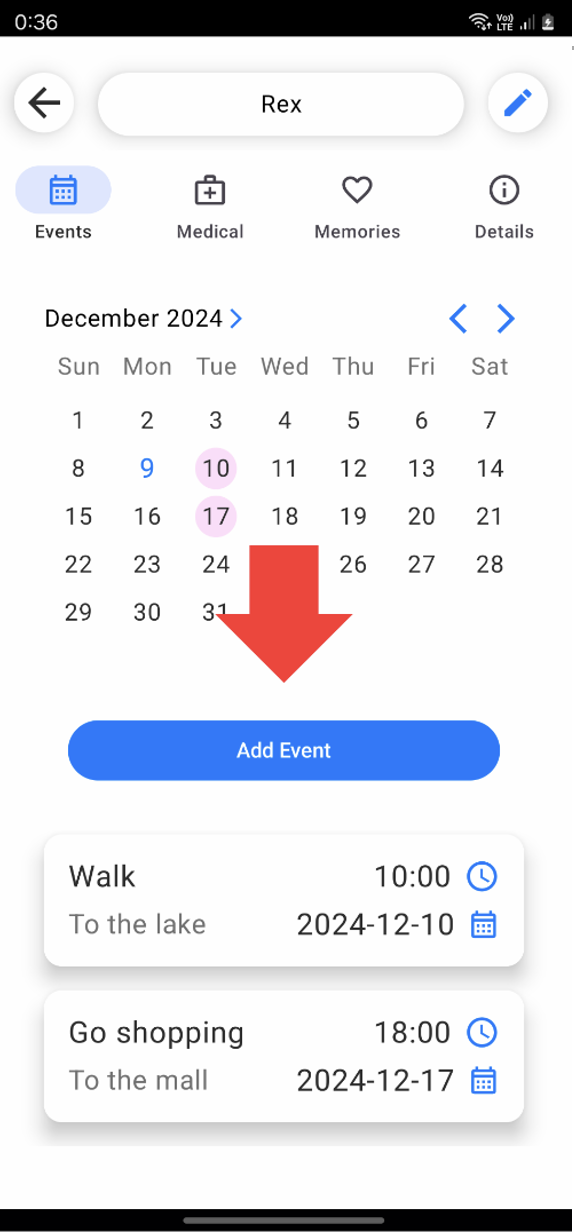 0:36 Vo)) LTE
Rex
Events Medical Memories Details
December 2024
Sun Mon Tue Wed Thu Fri Sat
1 2 3 4 5 6 7
8 9 10 11 12 13 14
15 16 17 18 19 20 21
22 23 24 26 27 28
29 30 31
Add Event
Walk 10:00
To the lake 2024-12-10
Go shopping 18:00
To the mall 2024-12-17